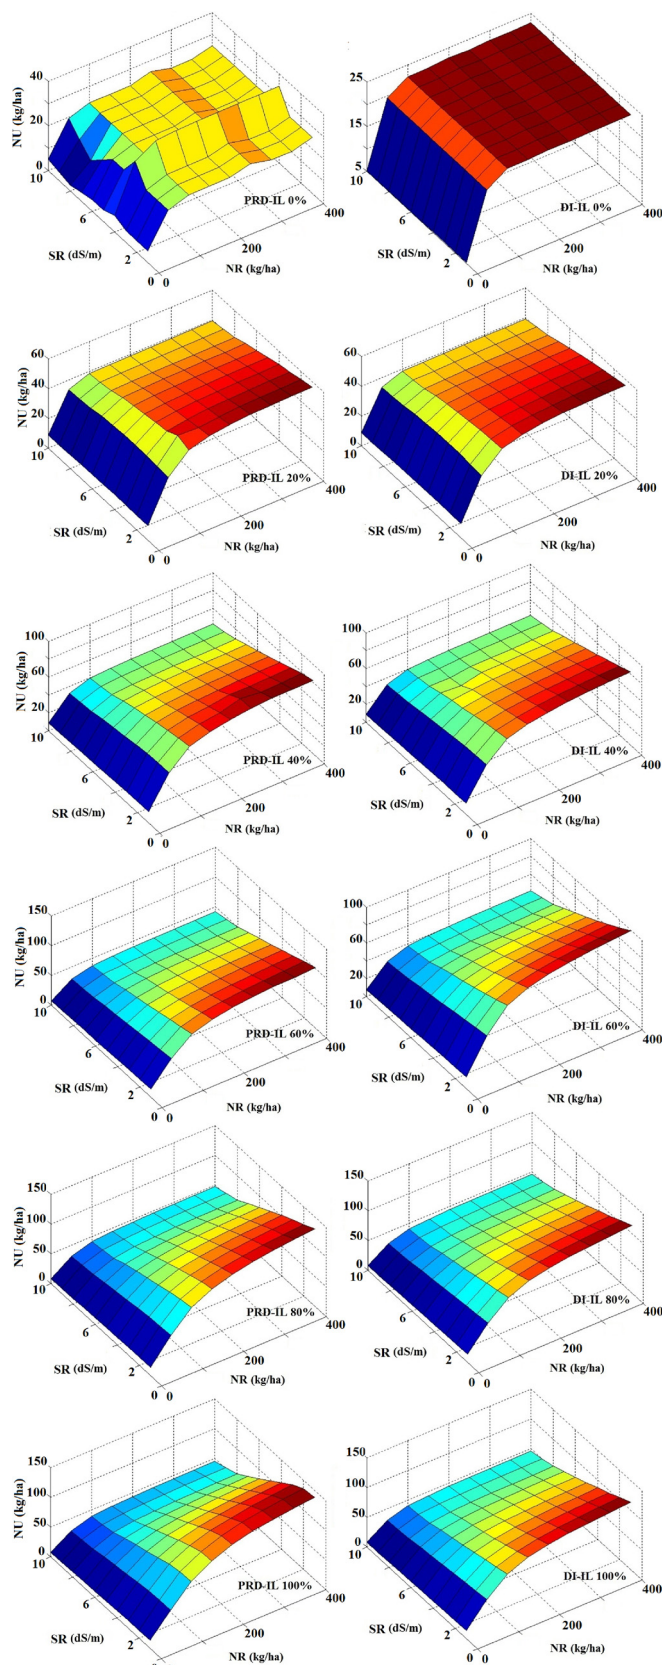 40
20
0
10
6
2
0 0
200
400
NU (kg/ha)
SR (dS/m)
NR (kg/ha)
PRD-IL 0%
25
15
5
10
6
2
0 0
200
400
SR (dS/m)
NR (kg/ha)
DI-IL 0%
60
40
20
0
10
6
2
0 0
200
400
NU (kg/ha)
SR (dS/m)
NR (kg/ha)
PRD-IL 20%
60
40
20
0
10
6
2
0 0
200
400
SR (dS/m)
NR (kg/ha)
DI-IL 20%
100
60
20
10
6
2
0 0
200
400
NU (kg/ha)
SR (dS/m)
NR (kg/ha)
PRD-IL 40%
100
60
20
10
6
2
0 0
200
400
SR (dS/m)
NR (kg/ha)
DI-IL 40%
150
100
50
0
10
6
2
0 0
200
400
NU (kg/ha)
SR (dS/m)
NR (kg/ha)
PRD-IL 60%
100
60
20
10
6
2
0 0
200
400
SR (dS/m)
NR (kg/ha)
DI-IL 60%
150
100
50
0
10
6
2
0 0
200
400
NU (kg/ha)
SR (dS/m)
NR (kg/ha)
PRD-IL 80%
150
100
50
0
10
6
2
0 0
200
400
SR (dS/m)
NR (kg/ha)
DI-IL 80%
150
100
50
0
10
6
2
200
400
NU (kg/ha)
SR (dS/m)
NR (kg/ha)
PRD-IL 100%
150
100
50
0
10
6
2
0 0
200
400
SR (dS/m)
NR (kg/ha)
DI-IL 100%